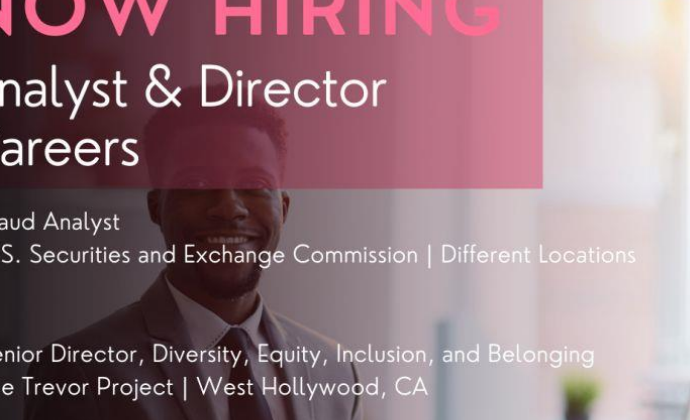 NOW HIRING
nalyst & Director
areers
aud Analyst
.S. Securities and Exchange Commission | Different Locations
enior Director, Diversity, Equity, Inclusion, and Belonging
e Trevor Project | West Hollywood, CA